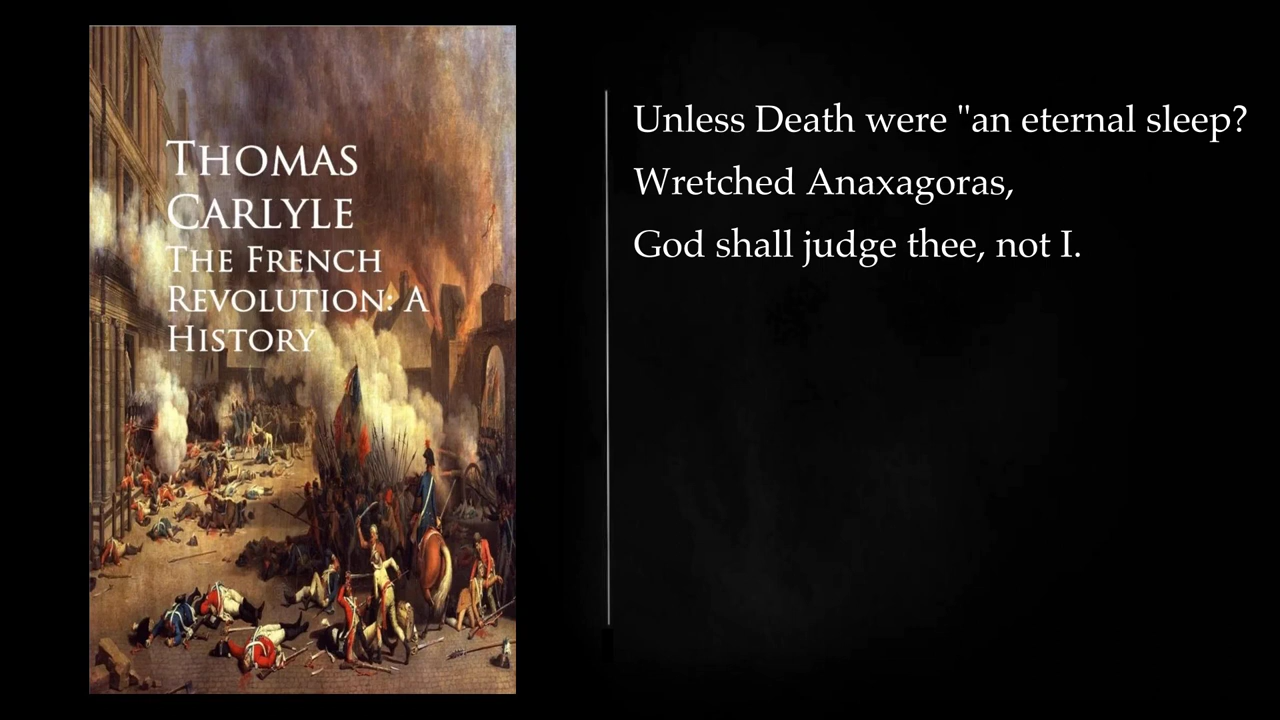 THOMAS
CARLYLE
THE FRENCH
REVOLUTION: A
HISTORY
Unless Death were "an eternal sleep?
Wretched Anaxagoras,
God shall judge thee, not I.